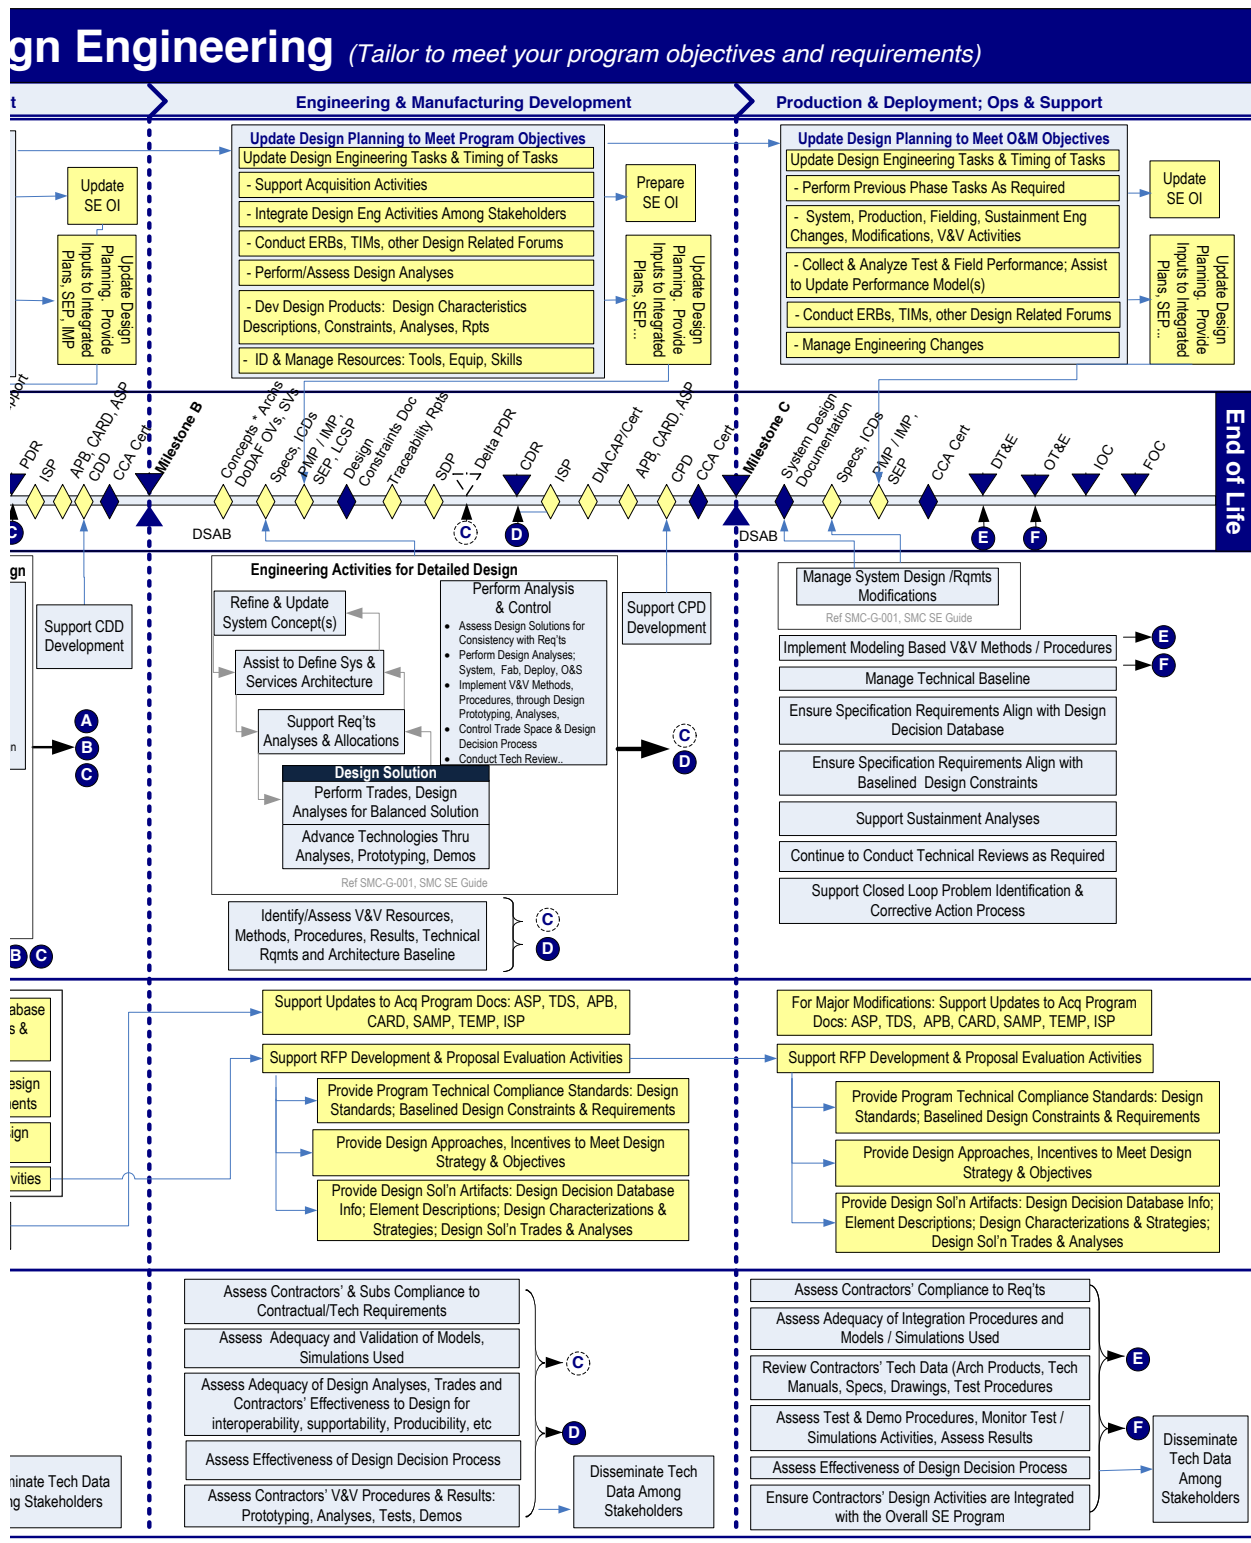 gn Engineering (Tailor to meet your program objectives and requirements)
t
Engineering & Manufacturing Development
Production & Deployment; Ops & Support
Update
SE OI
Update Design
Planning. Provide
Inputs to Integrated
Plans, SEP, IMP
Update Design Planning to Meet Program Objectives
Update Design Engineering Tasks & Timing of Tasks
- Support Acquisition Activities
- Integrate Design Eng Activities Among Stakeholders
- Conduct ERBs, TIMs, other Design Related Forums
- Perform/Assess Design Analyses
- Dev Design Products: Design Characteristics
Descriptions, Constraints, Analyses, Rpts
- ID & Manage Resources: Tools, Equip, Skills
Prepare
SE OI
Update Design
Planning. Provide
Inputs to Integrated
Plans, SEP...
Update Design Planning to Meet O&M Objectives
Update Design Engineering Tasks & Timing of Tasks
- Perform Previous Phase Tasks As Required
- System, Production, Fielding, Sustainment Eng
Changes, Modifications, V&V Activities
- Collect & Analyze Test & Field Performance; Assist
to Update Performance Model(s)
- Conduct ERBs, TIMs, other Design Related Forums
- Manage Engineering Changes
Update
SE OI
Update Design
Planning. Provide
Inputs to Integrated
Plans, SEP...
pport
PDR
ISP
APB, CARD, ASP
CDD
CCA Cert
Milestone B
Concepts * Archs
DODAF OVs, SVs
Specs, ICDs
PMP / IMP,
SEP, LCSP
Design
Constraints Doc
Traceability Rpts
SDP
Delta PDR
CDR
ISP
DIACAP/Cert
APB, CARD, ASP
CPD
CCA Cert
Milestone C
System Design
Documentation
Specs, ICDs
PMP / IMP,
SEP
CCA Cert
DT&E
OT&E
IOC
FOC
End of Life
C
DSAB
C
D
DSAB
E
F
gn
Support CDD
Development
n
A
B
C
B
C
Engineering Activities for Detailed Design
Refine & Update
System Concept(s)
Assist to Define Sys &
Services Architecture
Support Req'ts
Analyses & Allocations
Design Solution
Perform Trades, Design
Analyses for Balanced Solution
Advance Technologies Thru
Analyses, Prototyping, Demos
Perform Analysis
& Control
• Assess Design Solutions for
Consistency with Req'ts
• Perform Design Analyses;
System, Fab, Deploy, O&S
• Implement V&V Methods,
Procedures, through Design
Prototyping, Analyses,
• Control Trade Space & Design
Decision Process
• Conduct Tech Review..
Ref SMC-G-001, SMC SE Guide
Support CPD
Development
C
D
Identify/Assess V&V Resources,
Methods, Procedures, Results, Technical
Rqmts and Architecture Baseline
C
D
Manage System Design /Rqmts
Modifications
Ref SMC-G-001, SMC SE Guide
Implement Modeling Based V&V Methods / Procedures
E
F
Manage Technical Baseline
Ensure Specification Requirements Align with Design
Decision Database
Ensure Specification Requirements Align with
Baselined Design Constraints
Support Sustainment Analyses
Continue to Conduct Technical Reviews as Required
Support Closed Loop Problem Identification &
Corrective Action Process
abase
s &
esign
ents
sign
vities
Support Updates to Acq Program Docs: ASP, TDS, APB,
CARD, SAMP, TEMP, ISP
Support RFP Development & Proposal Evaluation Activities
Provide Program Technical Compliance Standards: Design
Standards; Baselined Design Constraints & Requirements
Provide Design Approaches, Incentives to Meet Design
Strategy & Objectives
Provide Design Sol'n Artifacts: Design Decision Database
Info; Element Descriptions; Design Characterizations &
Strategies; Design Sol'n Trades & Analyses
For Major Modifications: Support Updates to Acq Program
Docs: ASP, TDS, APB, CARD, SAMP, TEMP, ISP
Support RFP Development & Proposal Evaluation Activities
Provide Program Technical Compliance Standards: Design
Standards; Baselined Design Constraints & Requirements
Provide Design Approaches, Incentives to Meet Design
Strategy & Objectives
Provide Design Sol'n Artifacts: Design Decision Database Info;
Element Descriptions; Design Characterizations & Strategies;
Design Sol'n Trades & Analyses
minate Tech Data
g Stakeholders
Assess Contractors' & Subs Compliance to
Contractual/Tech Requirements
Assess Adequacy and Validation of Models,
Simulations Used
Assess Adequacy of Design Analyses, Trades and
Contractors' Effectiveness to Design for
interoperability, supportability, Producibility, etc
Assess Effectiveness of Design Decision Process
Assess Contractors' V&V Procedures & Results:
Prototyping, Analyses, Tests, Demos
C
D
Disseminate Tech
Data Among
Stakeholders
Assess Contractors' Compliance to Req'ts
Assess Adequacy of Integration Procedures and
Models / Simulations Used
Review Contractors' Tech Data (Arch Products, Tech
Manuals, Specs, Drawings, Test Procedures
Assess Test & Demo Procedures, Monitor Test /
Simulations Activities, Assess Results
Assess Effectiveness of Design Decision Process
Ensure Contractors' Design Activities are Integrated
with the Overall SE Program
E
F
Disseminate
Tech Data
Among
Stakeholders